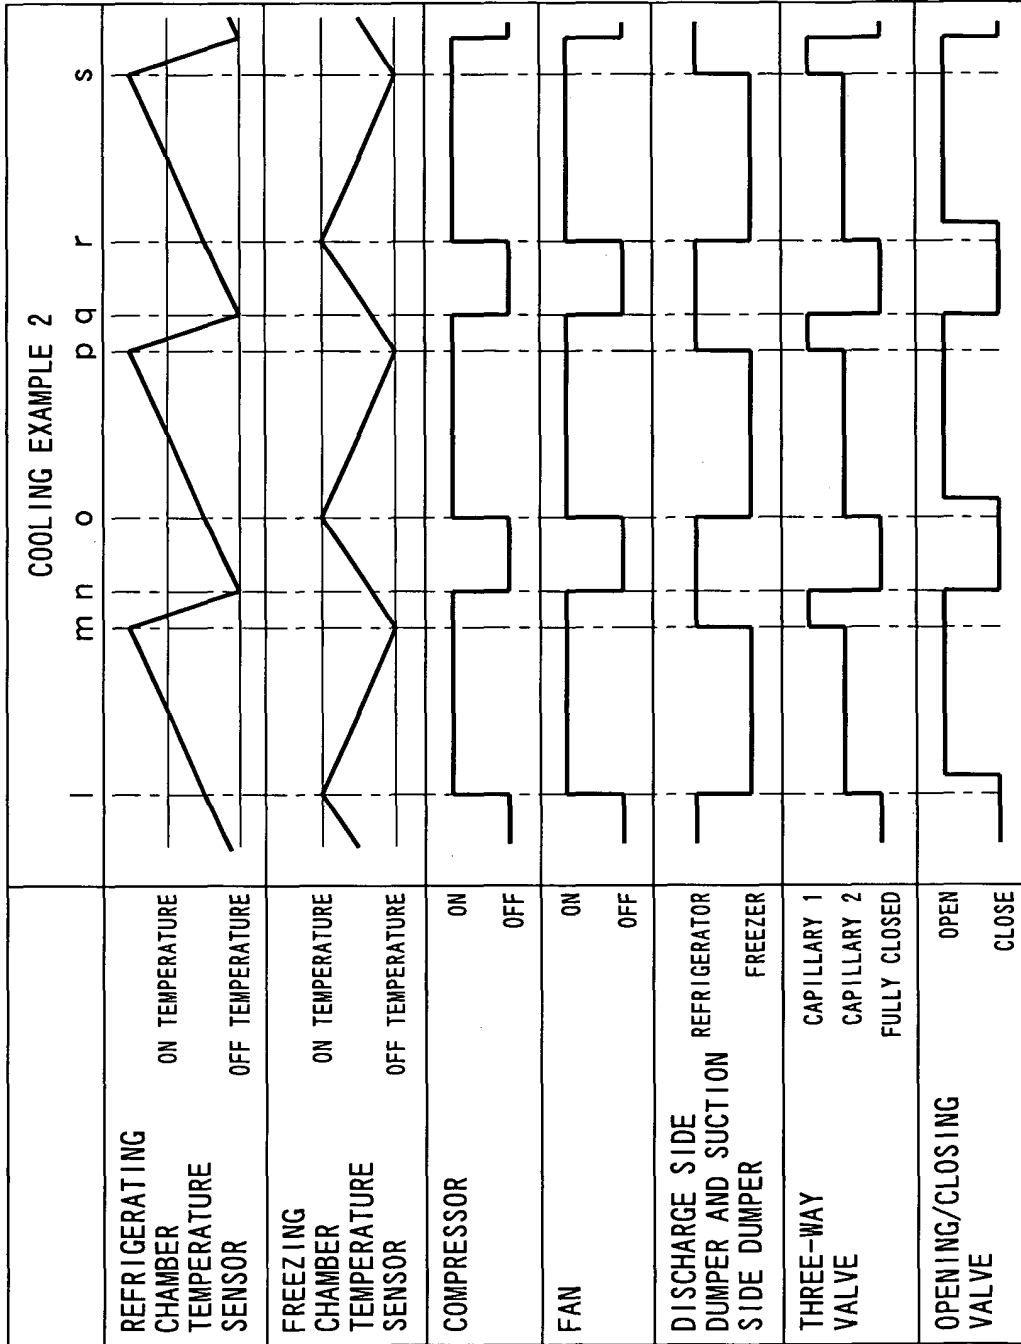 COOLING EXAMPLE 2
l m n o p q r s
REFRIGERATING
CHAMBER
TEMPERATURE
SENSOR
ON TEMPERATURE
OFF TEMPERATURE
FREEZING
CHAMBER
TEMPERATURE
SENSOR
ON TEMPERATURE
OFF TEMPERATURE
COMPRESSOR
ON
OFF
FAN
ON
OFF
DISCHARGE SIDE
DUMPER AND SUCTION
SIDE DUMPER
REFRIGERATOR
FREEZER
THREE-WAY
VALVE
CAPILLARY 1
CAPILLARY 2
FULLY CLOSED
OPENING/CLOSING
VALVE
OPEN
CLOSE